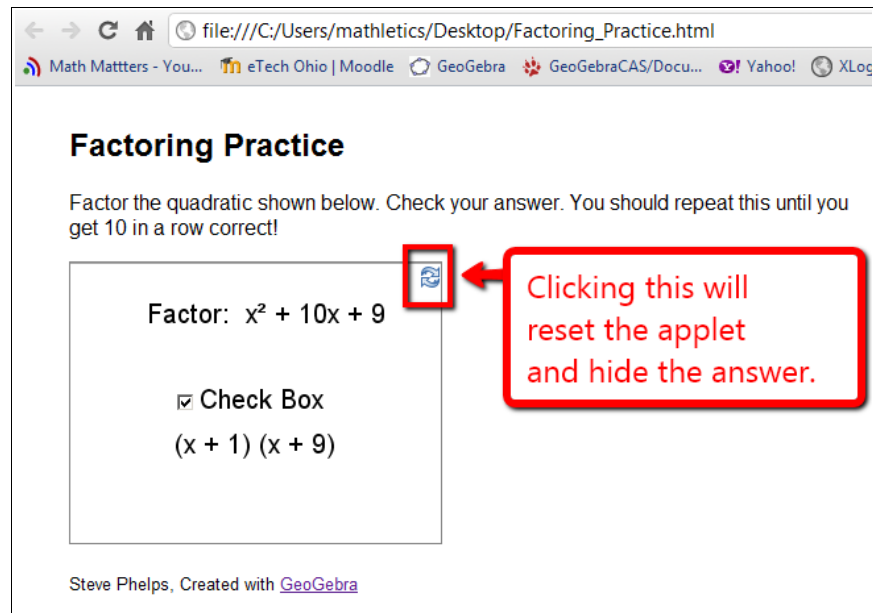 file:///C:/Users/mathletics/Desktop/Factoring_Practice.html
Math Mattters - You... eTech Ohio | Moodle GeoGebra GeoGebraCAS/Docu... Yahoo! XLog
Factoring Practice
Factor the quadratic shown below. Check your answer. You should repeat this until you
get 10 in a row correct!
Factor: x² + 10x + 9
Check Box
(x + 1) (x + 9)
Clicking this will
reset the applet
and hide the answer.
Steve Phelps, Created with GeoGebra